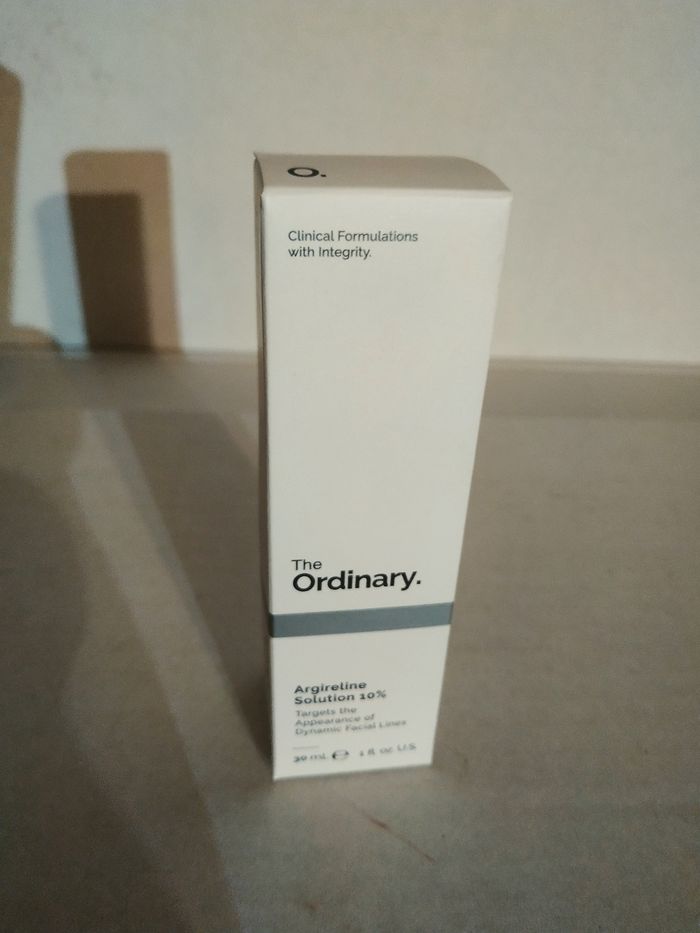 O.
Clinical Formulations
with Integrity.
The
Ordinary.
Argireline
Solution 10%
Targets the
Appearance of
Dynamic Facial Lines
30 mL ℮ 1 fl. oz. U.S.